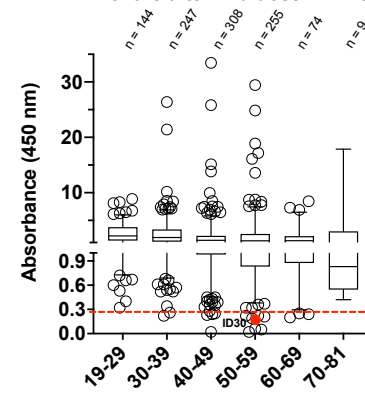 n = 144
n = 247
n = 308
n = 255
n = 74
n = 9
Absorbance (450 nm)
30
20
10
0.9
0.6
0.3
0.0
ID30
19-29
30-39
40-49
50-59
60-69
70-81